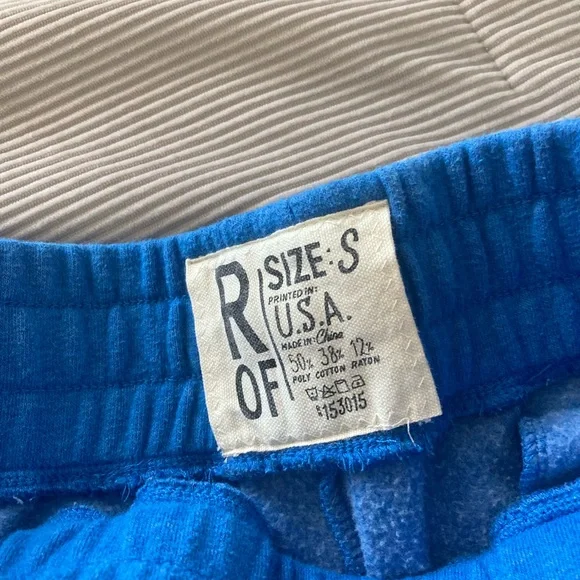 R
OF
SIZE: S
PRINTED IN:
U.S.A.
MADE IN: China
50% 38% 12%
POLY COTTON RAYON
153015